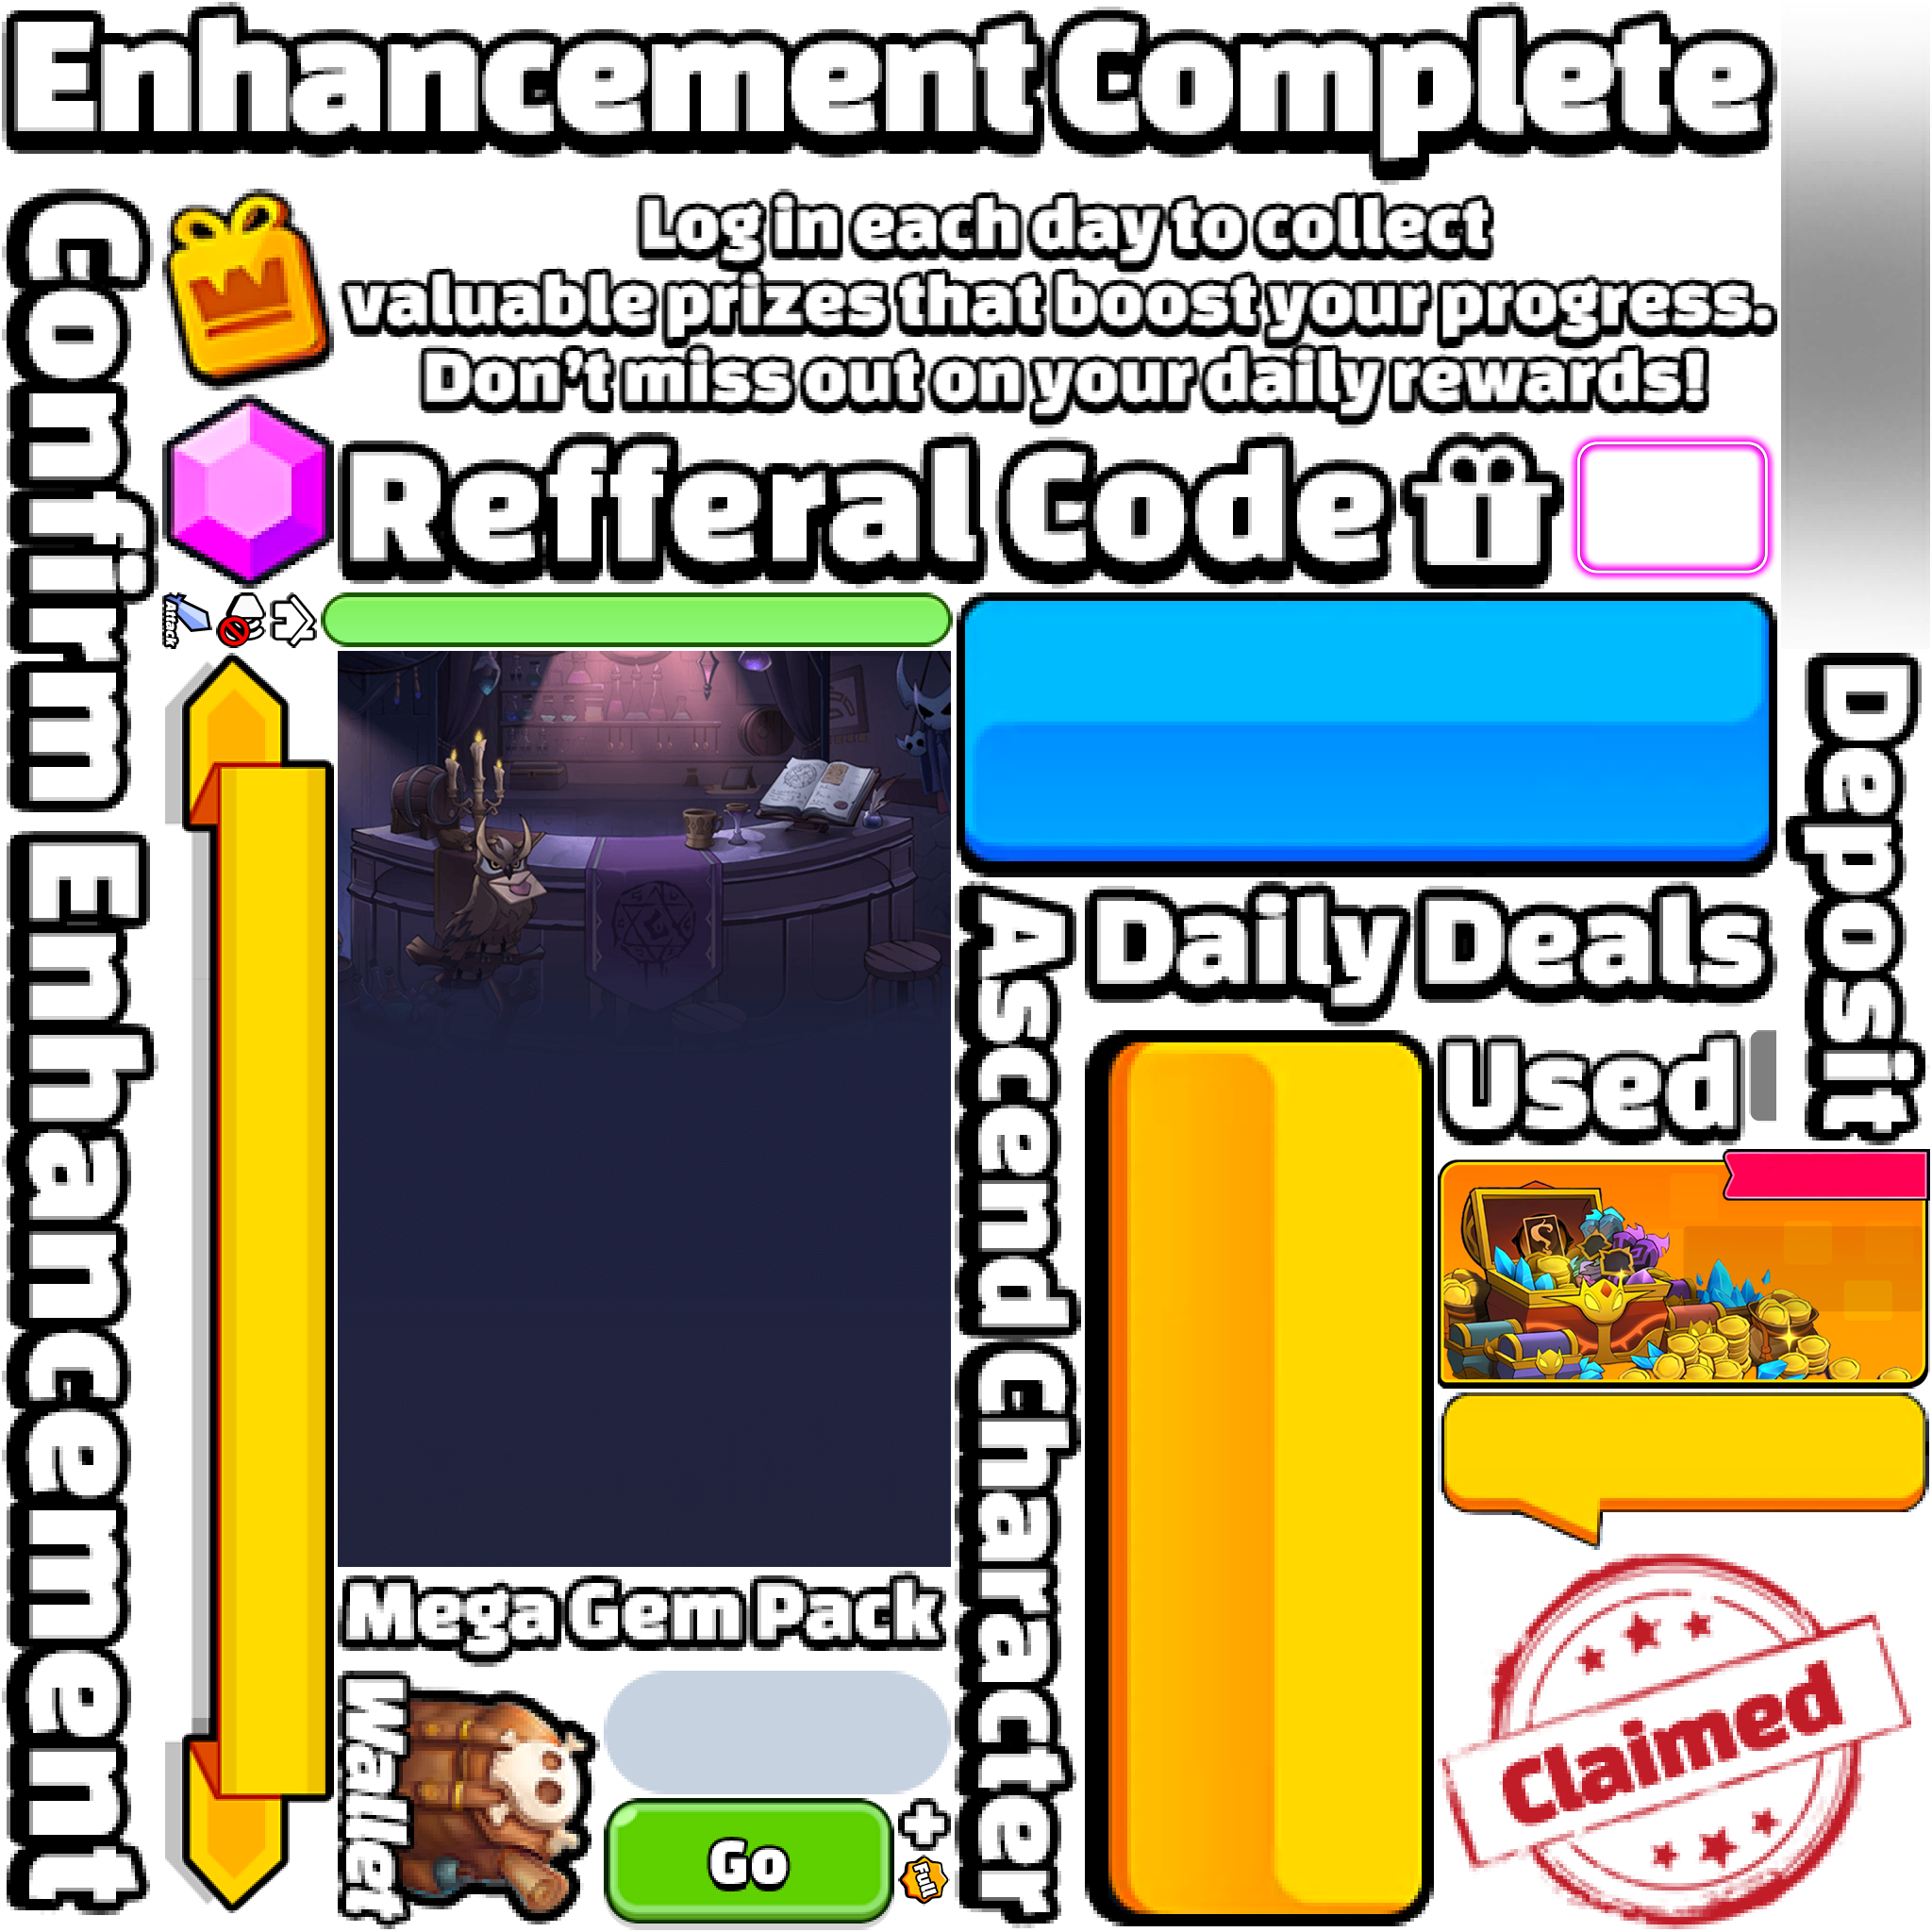 Enhancement Complete
Confirm Enhancement
Log in each day to collect
valuable prizes that boost your progress.
Don't miss out on your daily rewards!
Refferal Code
Attack
Deposit
Daily Deals
Ascend Character
Used
Mega Gem Pack
Wallet
Go
Full
Claimed